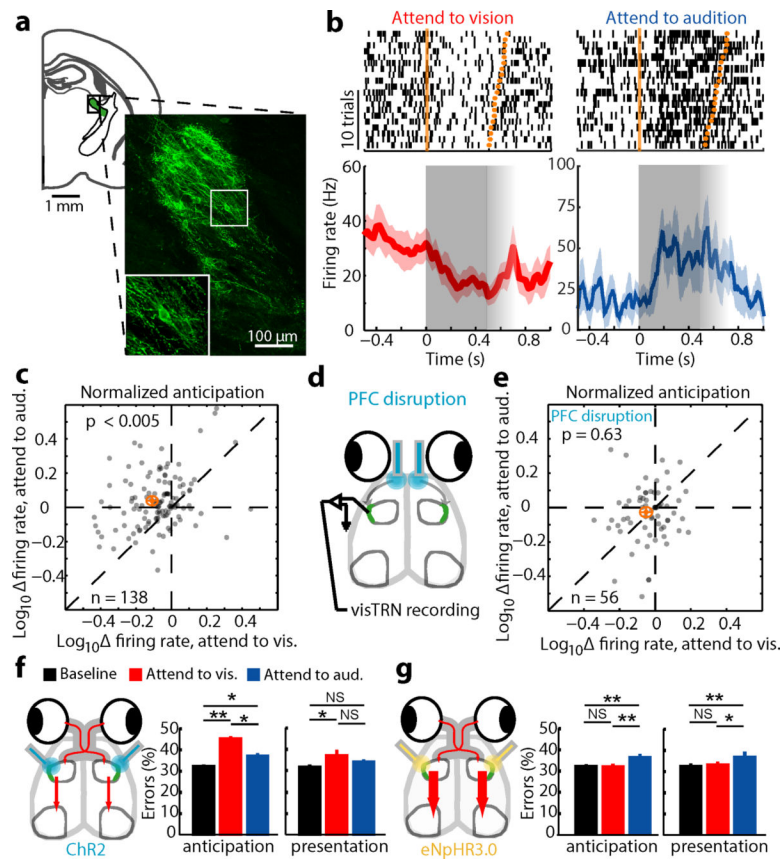 a
1 mm
100 μm
b
Attend to vision
Attend to audition
10 trials
Firing rate (Hz)
60
40
20
0
100
75
50
25
0
−0.4 0 0.4 0.8
Time (s)
−0.4 0 0.4 0.8
Time (s)
c
Normalized anticipation
p < 0.005
n = 138
Log10 Δfiring rate, attend to aud.
0.4
0.2
0
−0.2
−0.4
−0.4 −0.2 0 0.2 0.4
Log10Δ firing rate, attend to vis.
d
PFC disruption
visTRN recording
e
Normalized anticipation
PFC disruption
p = 0.63
n = 56
Log10 Δ firing rate, attend to aud.
0.4
0.2
0
−0.2
−0.4
−0.4 −0.2 0 0.2 0.4
Log10Δ firing rate, attend to vis.
f
Baseline
Attend to vis.
Attend to aud.
ChR2
Errors (%)
50
40
30
20
10
0
*
** *
anticipation
NS
* NS
presentation
g
eNpHR3.0
Errors (%)
50
40
30
20
10
0
**
NS **
anticipation
**
NS *
presentation